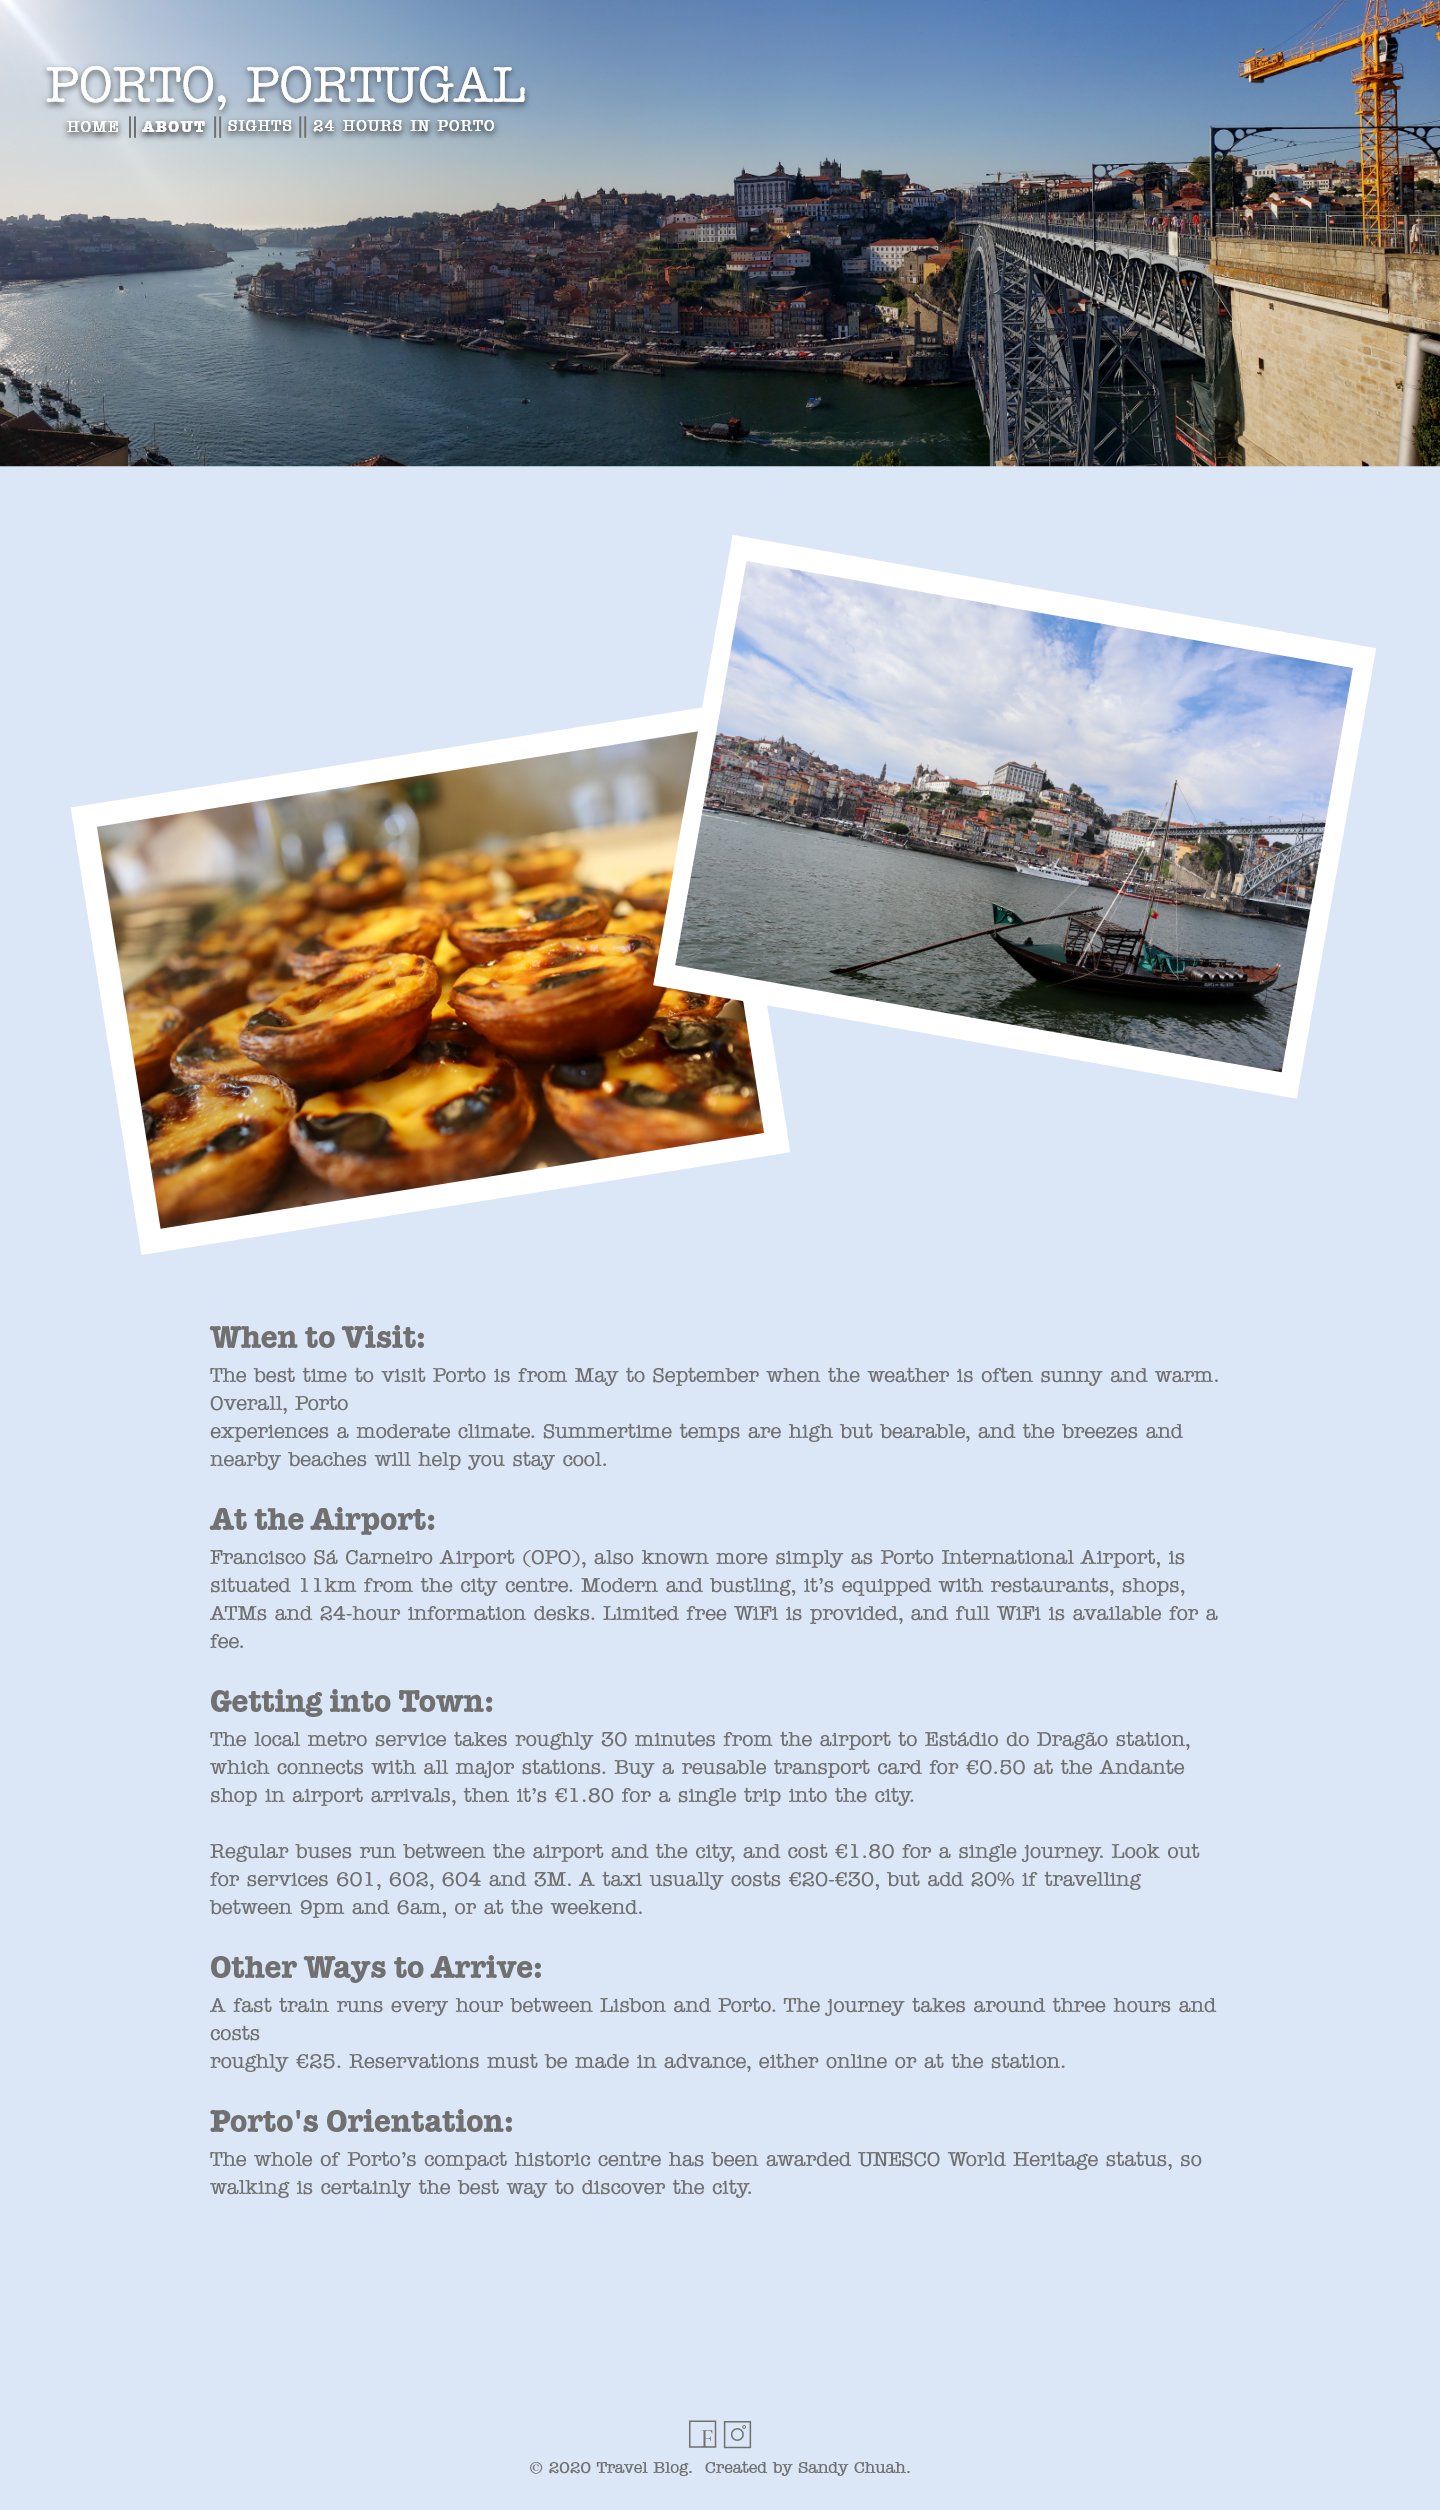 PORTO, PORTUGAL
HOME || ABOUT || SIGHTS || 24 HOURS IN PORTO
When to Visit:
The best time to visit Porto is from May to September when the weather is often sunny and warm.
Overall, Porto
experiences a moderate climate. Summertime temps are high but bearable, and the breezes and
nearby beaches will help you stay cool.
At the Airport:
Francisco Sá Carneiro Airport (OPO), also known more simply as Porto International Airport, is
situated 11km from the city centre. Modern and bustling, it’s equipped with restaurants, shops,
ATMs and 24-hour information desks. Limited free WiFi is provided, and full WiFi is available for a
fee.
Getting into Town:
The local metro service takes roughly 30 minutes from the airport to Estádio do Dragão station,
which connects with all major stations. Buy a reusable transport card for €0.50 at the Andante
shop in airport arrivals, then it’s €1.80 for a single trip into the city.
Regular buses run between the airport and the city, and cost €1.80 for a single journey. Look out
for services 601, 602, 604 and 3M. A taxi usually costs €20-€30, but add 20% if travelling
between 9pm and 6am, or at the weekend.
Other Ways to Arrive:
A fast train runs every hour between Lisbon and Porto. The journey takes around three hours and
costs
roughly €25. Reservations must be made in advance, either online or at the station.
Porto's Orientation:
The whole of Porto’s compact historic centre has been awarded UNESCO World Heritage status, so
walking is certainly the best way to discover the city.
F
© 2020 Travel Blog. Created by Sandy Chuah.